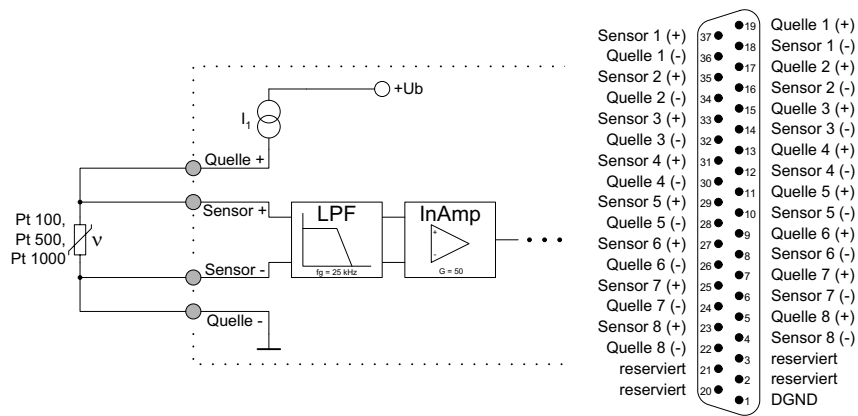 +Ub
I1
Quelle +
Sensor +
LPF
fg = 25 kHz
InAmp
+
-
G = 50
Pt 100,
Pt 500,
Pt 1000
ν
Sensor -
Quelle -
Sensor 1 (+) 37
Quelle 1 (-) 36
Sensor 2 (+) 35
Quelle 2 (-) 34
Sensor 3 (+) 33
Quelle 3 (-) 32
Sensor 4 (+) 31
Quelle 4 (-) 30
Sensor 5 (+) 29
Quelle 5 (-) 28
Sensor 6 (+) 27
Quelle 6 (-) 26
Sensor 7 (+) 25
Quelle 7 (-) 24
Sensor 8 (+) 23
Quelle 8 (-) 22
reserviert 21
reserviert 20
19 Quelle 1 (+)
18 Sensor 1 (-)
17 Quelle 2 (+)
16 Sensor 2 (-)
15 Quelle 3 (+)
14 Sensor 3 (-)
13 Quelle 4 (+)
12 Sensor 4 (-)
11 Quelle 5 (+)
10 Sensor 5 (-)
9 Quelle 6 (+)
8 Sensor 6 (-)
7 Quelle 7 (+)
6 Sensor 7 (-)
5 Quelle 8 (+)
4 Sensor 8 (-)
3 reserviert
2 reserviert
1 DGND